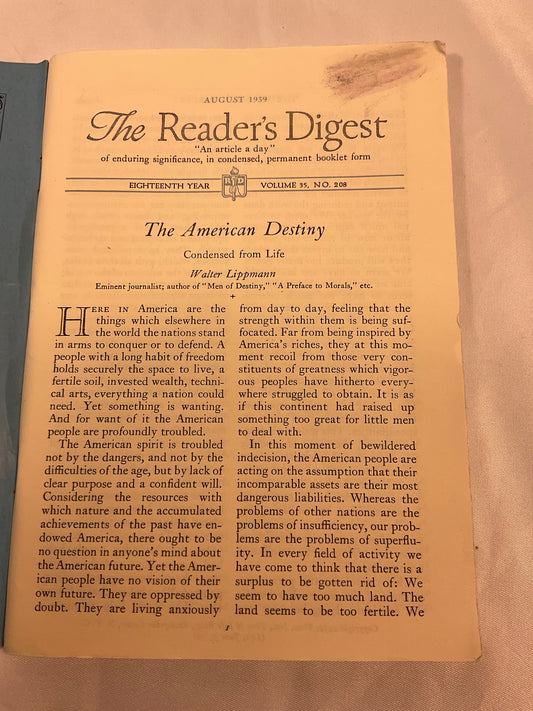 AUGUST 1939
The Reader's Digest
"An article a day"
of enduring significance, in condensed, permanent booklet form
EIGHTEENTH YEAR R D VOLUME 35, NO. 208
The American Destiny
Condensed from Life
Walter Lippmann
Eminent journalist; author of "Men of Destiny," "A Preface to Morals," etc.
HERE IN America are the
things which elsewhere in
the world the nations stand
in arms to conquer or to defend. A
people with a long habit of freedom
holds securely the space to live, a
fertile soil, invested wealth, techni-
cal arts, everything a nation could
need. Yet something is wanting.
And for want of it the American
people are profoundly troubled.
The American spirit is troubled
not by the dangers, and not by the
difficulties of the age, but by lack of
clear purpose and a confident will.
Considering the resources with
which nature and the accumulated
achievements of the past have en-
dowed America, there ought to be
no question in anyone's mind about
the American future. Yet the Amer-
ican people have no vision of their
own future. They are oppressed by
doubt. They are living anxiously
from day to day, feeling that the
strength within them is being suf-
focated. Far from being inspired by
America's riches, they at this mo-
ment recoil from those very con-
stituents of greatness which vigor-
ous peoples have hitherto every-
where struggled to obtain. It is as
if this continent had raised up
something too great for little men
to deal with.
In this moment of bewildered
indecision, the American people are
acting on the assumption that their
incomparable assets are their most
dangerous liabilities. Whereas the
problems of other nations are the
problems of insufficiency, our prob-
lems are the problems of superflu-
ity. In every field of activity we
have come to think that there is a
surplus to be gotten rid of: We
seem to have too much land. The
land seems to be too fertile. We